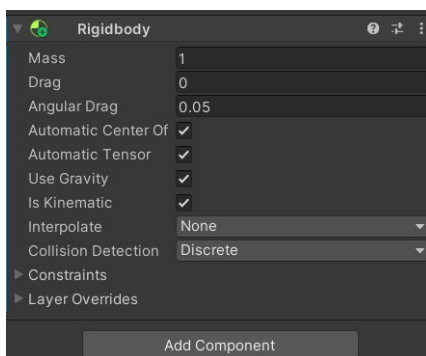 Rigidbody
Mass 1
Drag 0
Angular Drag 0.05
Automatic Center Of
Automatic Tensor
Use Gravity
Is Kinematic
Interpolate None
Collision Detection Discrete
Constraints
Layer Overrides
Add Component